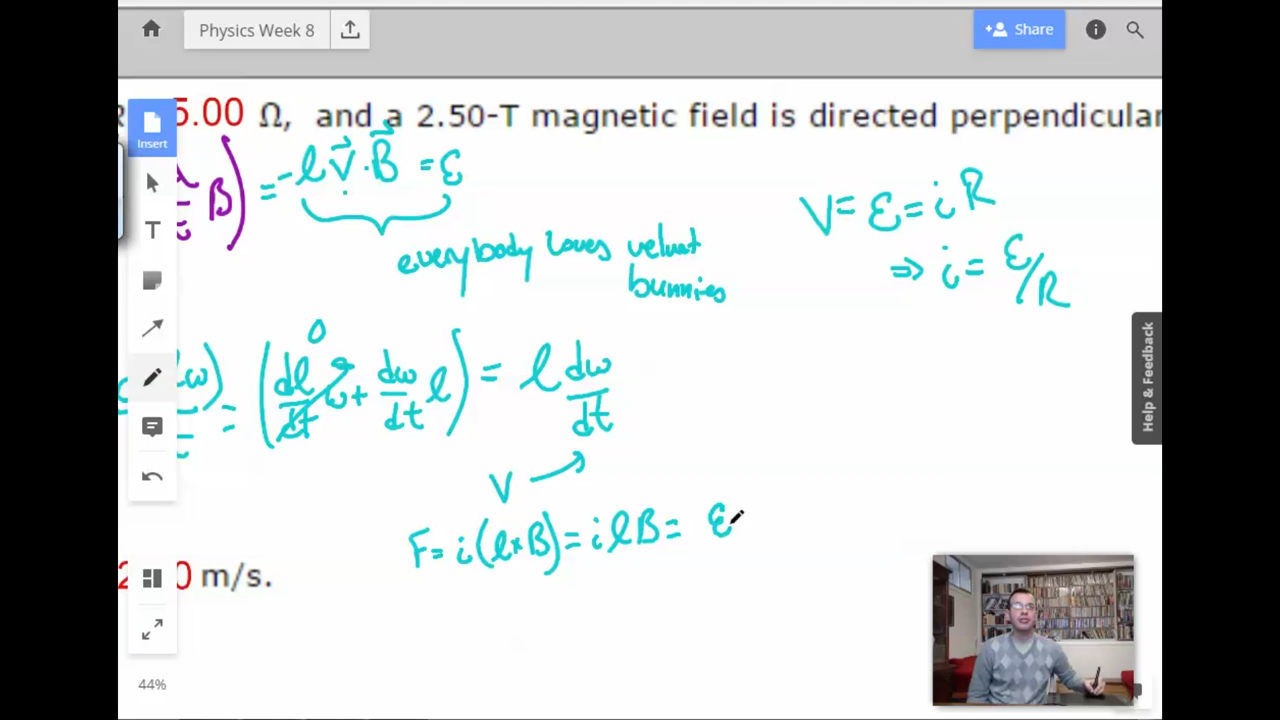 Physics Week 8
Share
R 5.00 Ω, and a 2.50-T magnetic field is directed perpendicular
Insert
B) = -l V⃗ · B⃗ = ε
V = ε = iR
⇒ i = ε/R
everybody loves velvet
bunnies
Help & Feedback
0
lω) = (dl/dt ω + dω/dt l) = l dω/dt
V
F = i(l×B) = ilB = ε
0 m/s.
44%